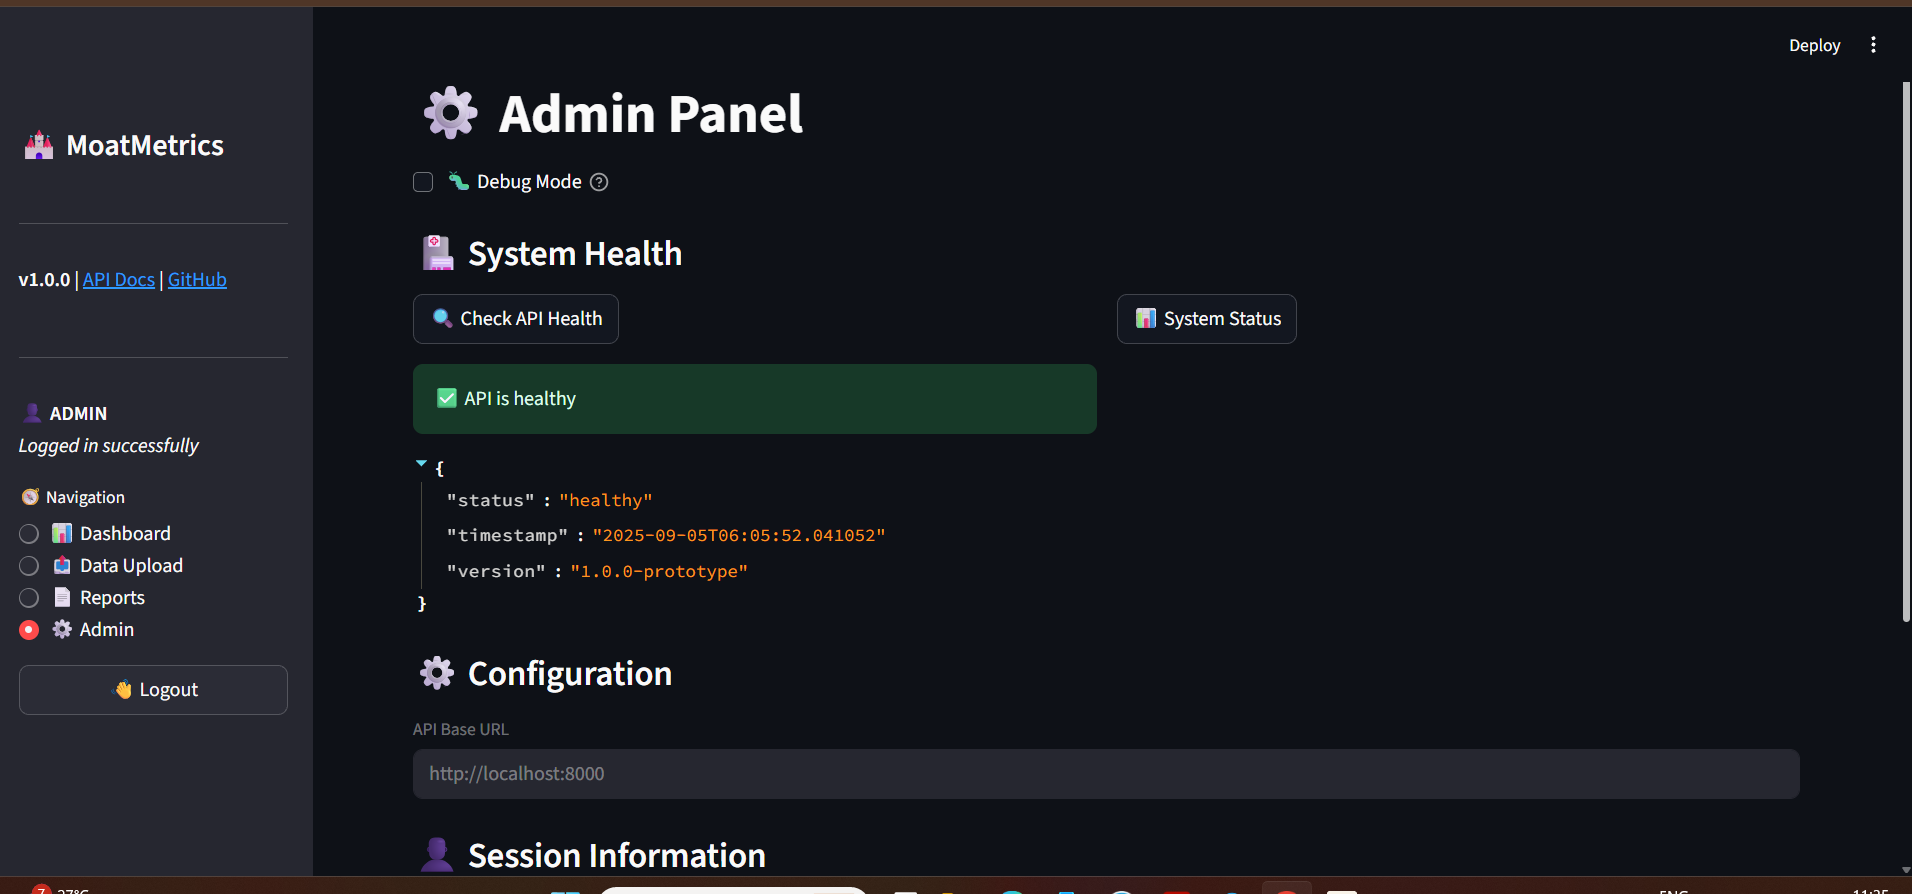 Deploy
MoatMetrics
v1.0.0 | API Docs | GitHub
ADMIN
Logged in successfully
Navigation
Dashboard
Data Upload
Reports
Admin
Logout
Admin Panel
Debug Mode
System Health
Check API Health
System Status
API is healthy
{
"status" : "healthy"
"timestamp" : "2025-09-05T06:05:52.041052"
"version" : "1.0.0-prototype"
}
Configuration
API Base URL
http://localhost:8000
Session Information